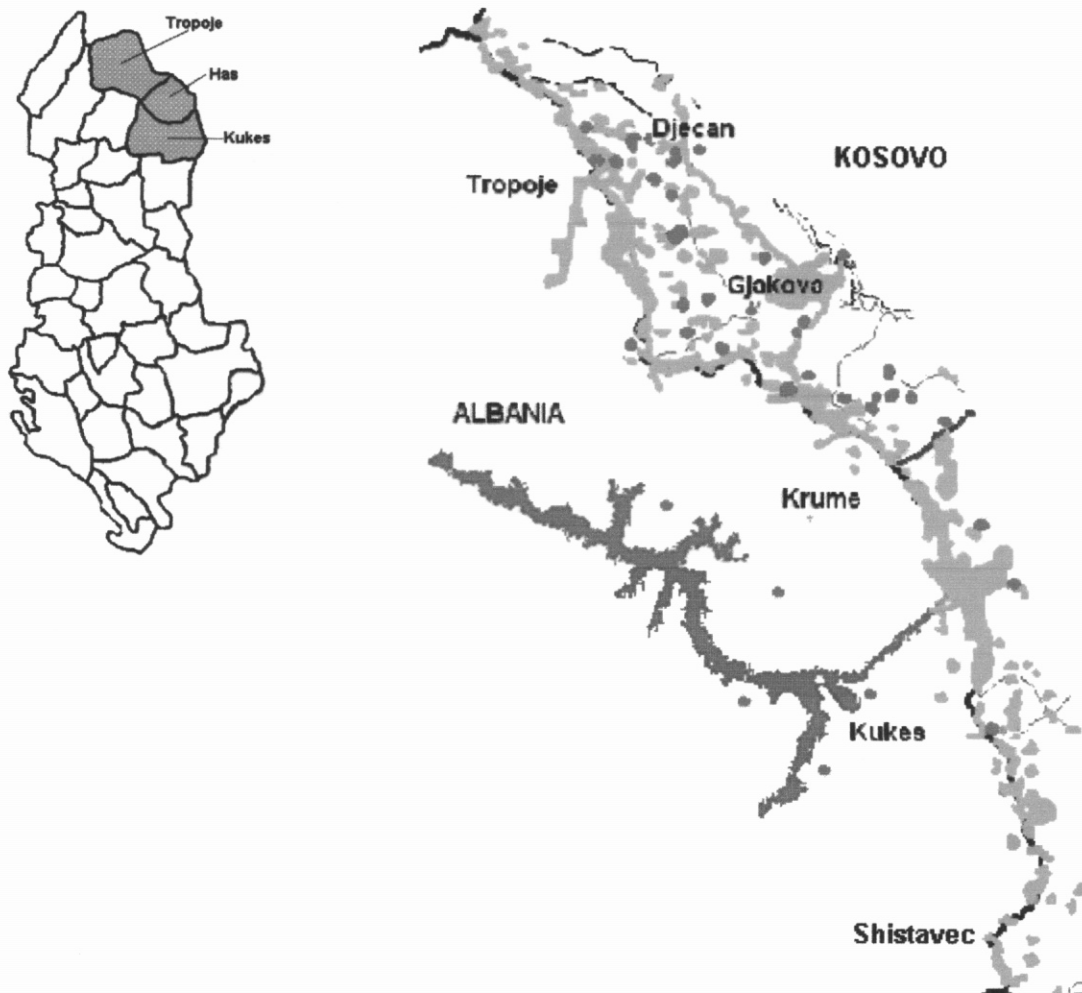 Tropoje
Has
Kukes
Djecan
KOSOVO
Tropoje
Gjakova
ALBANIA
Krume
Kukes
Shistavec